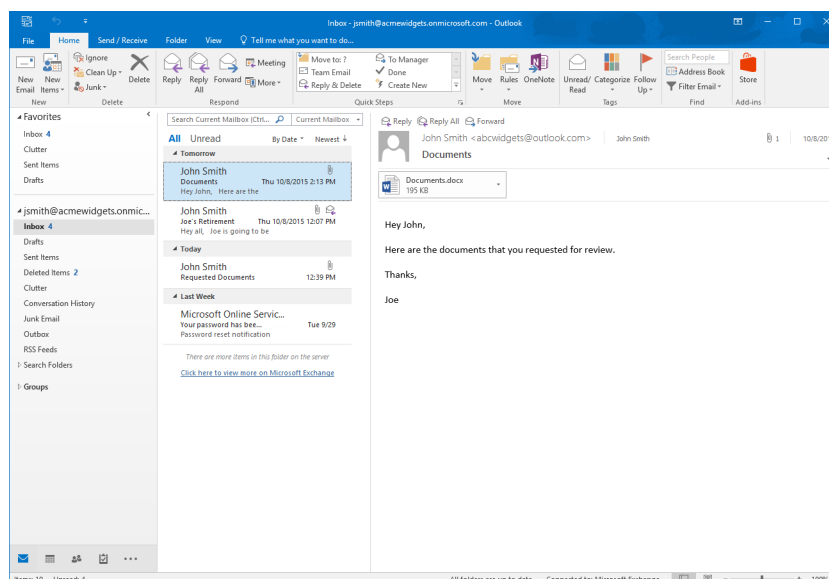 Inbox - jsmith@acmewidgets.onmicrosoft.com - Outlook
File Home Send / Receive Folder View Tell me what you want to do...
New Email
New Items
New
Ignore
Clean Up
Junk
Delete
Delete
Reply
Reply All
Forward
Meeting
More
Respond
Move to: ?
Team Email
Reply & Delete
To Manager
Done
Create New
Quick Steps
Move
Rules
OneNote
Move
Unread/ Read
Categorize
Follow Up
Tags
Search People
Address Book
Filter Email
Find
Store
Add-ins
Favorites
Inbox 4
Clutter
Sent Items
Drafts
jsmith@acmewidgets.onmic...
Inbox 4
Drafts
Sent Items
Deleted Items 2
Clutter
Conversation History
Junk Email
Outbox
RSS Feeds
Search Folders
Groups
Search Current Mailbox (Ctrl... Current Mailbox
All Unread By Date Newest
Tomorrow
John Smith
Documents Thu 10/8/2015 2:13 PM
Hey John, Here are the
John Smith
Joe's Retirement Thu 10/8/2015 12:07 PM
Hey all, Joe is going to be
Today
John Smith
Requested Documents 12:39 PM
Last Week
Microsoft Online Servic...
Your password has bee... Tue 9/29
Password reset notification
There are more items in this folder on the server
Click here to view more on Microsoft Exchange
Reply Reply All Forward
John Smith <abcwidgets@outlook.com> John Smith 1 10/8/20
Documents
Documents.docx
195 KB
Hey John,
Here are the documents that you requested for review.
Thanks,
Joe